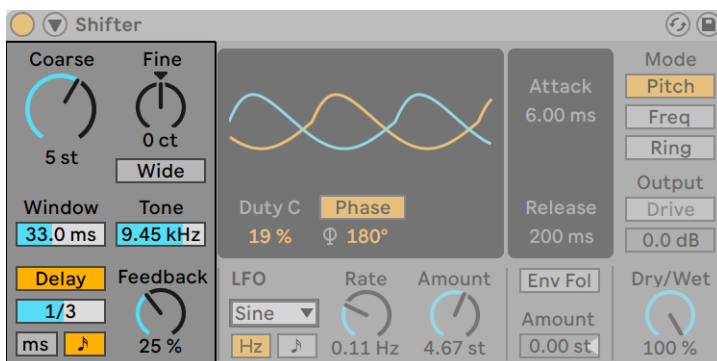 Shifter
Coarse Fine
5 st 0 ct
Wide
Window Tone
33.0 ms 9.45 kHz
Delay Feedback
1/3
ms 25 %
Duty C Phase
19 % 180°
Attack
6.00 ms
Release
200 ms
LFO Rate Amount
Sine
Hz 0.11 Hz 4.67 st
Env Fol
Amount
0.00 st
Mode
Pitch
Freq
Ring
Output
Drive
0.0 dB
Dry/Wet
100 %